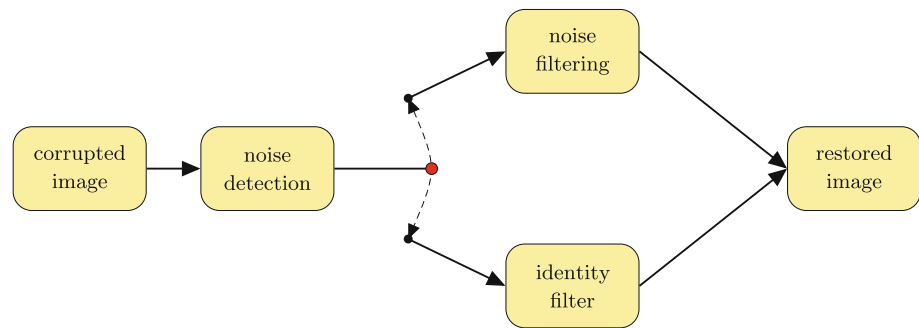 corrupted
image
noise
detection
noise
filtering
identity
filter
restored
image